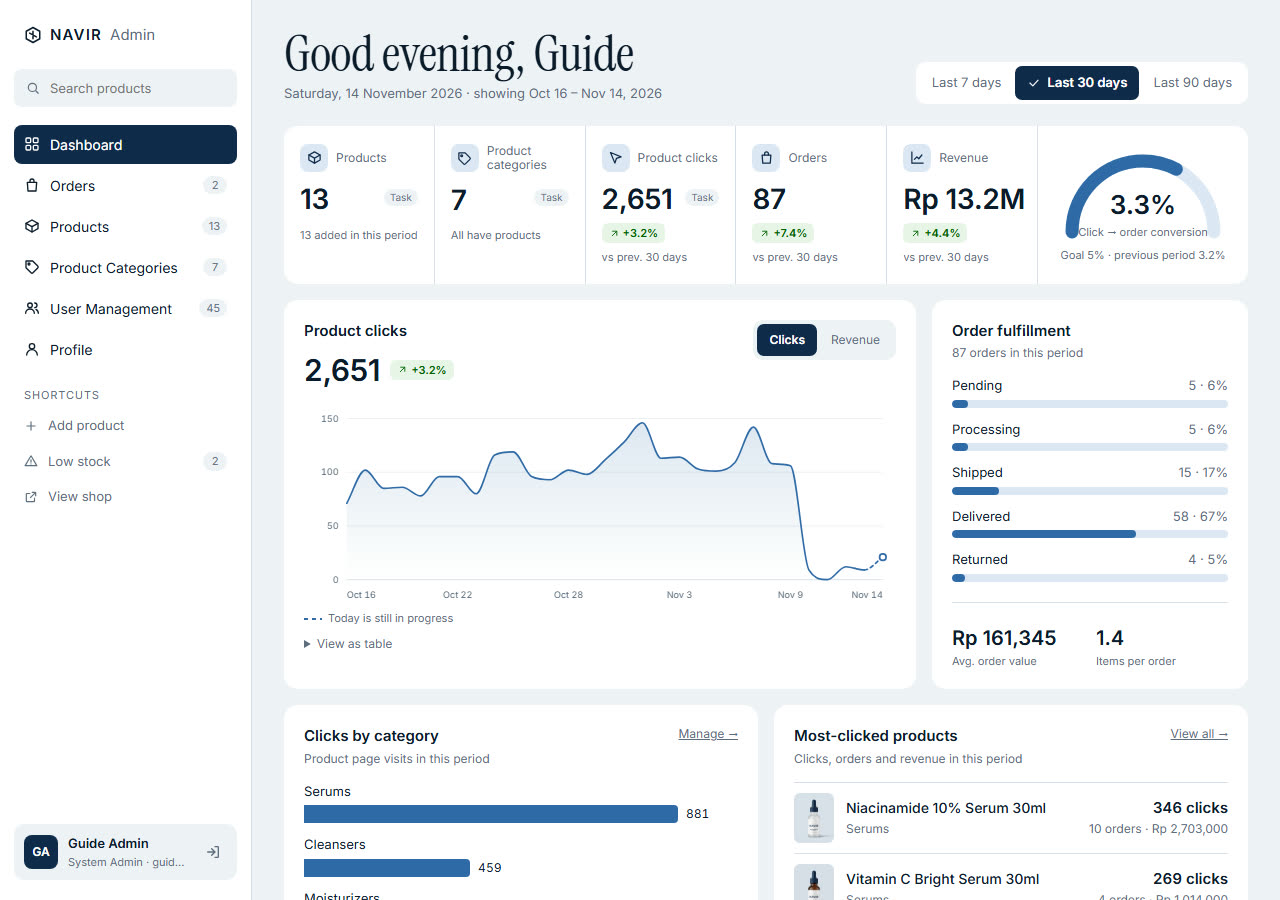 NAVIR Admin
Search products
Dashboard
Orders 2
Products 13
Product Categories 7
User Management 45
Profile
SHORTCUTS
Add product
Low stock 2
View shop
GA
Guide Admin
System Admin · guid...
Good evening, Guide
Saturday, 14 November 2026 · showing Oct 16 – Nov 14, 2026
Last 7 days
Last 30 days
Last 90 days
Products
13 Task
13 added in this period
Product
categories
7 Task
All have products
Product clicks
2,651 Task
+3.2%
vs prev. 30 days
Orders
87
+7.4%
vs prev. 30 days
Revenue
Rp 13.2M
+4.4%
vs prev. 30 days
3.3%
Click → order conversion
Goal 5% · previous period 3.2%
Product clicks
2,651 +3.2%
Clicks Revenue
150
100
50
0
Oct 16 Oct 22 Oct 28 Nov 3 Nov 9 Nov 14
Today is still in progress
View as table
Order fulfillment
87 orders in this period
Pending 5 · 6%
Processing 5 · 6%
Shipped 15 · 17%
Delivered 58 · 67%
Returned 4 · 5%
Rp 161,345
Avg. order value
1.4
Items per order
Clicks by category
Manage →
Product page visits in this period
Serums
881
Cleansers
459
Moisturizers
Most-clicked products
View all →
Clicks, orders and revenue in this period
Niacinamide 10% Serum 30ml 346 clicks
Serums 10 orders · Rp 2,703,000
Vitamin C Bright Serum 30ml 269 clicks
Serums 4 orders · Rp 1,014,000